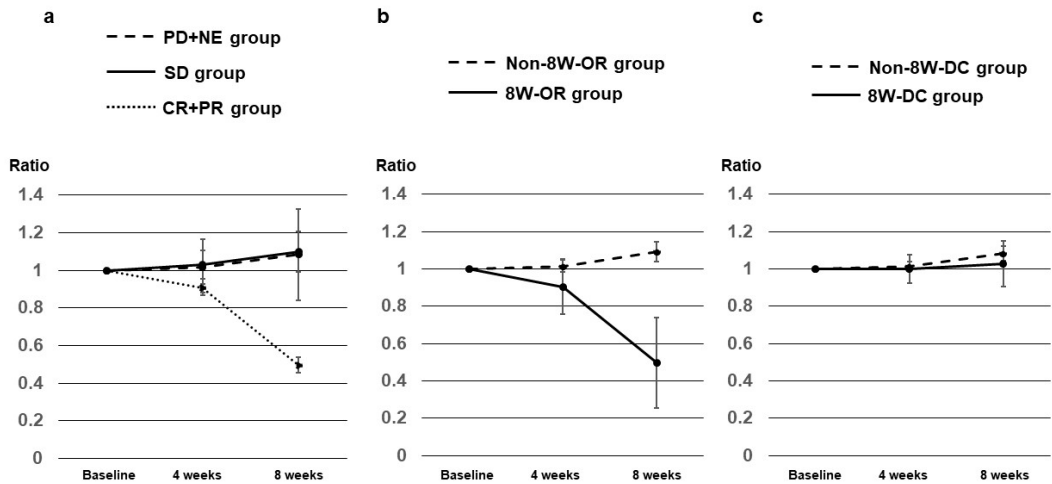 a
PD+NE group
SD group
CR+PR group
Ratio
1.4
1.2
1
0.8
0.6
0.4
0.2
0
Baseline 4 weeks 8 weeks
b
Non-8W-OR group
8W-OR group
Ratio
1.4
1.2
1
0.8
0.6
0.4
0.2
0
Baseline 4 weeks 8 weeks
c
Non-8W-DC group
8W-DC group
Ratio
1.4
1.2
1
0.8
0.6
0.4
0.2
0
Baseline 4 weeks 8 weeks